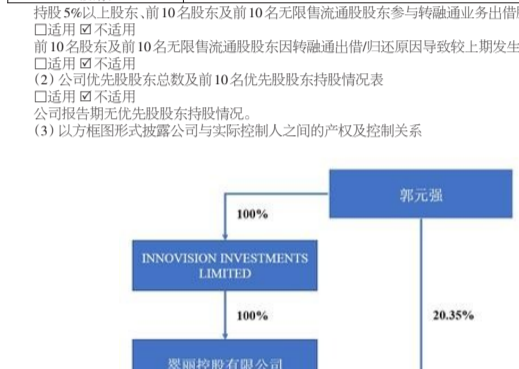 持股5%以上股东、前10名股东及前10名无限售流通股股东参与转融通业务出借
□适用 ☑不适用
前10名股东及前10名无限售流通股股东因转融通出借/归还原因导致较上期发生
□适用 ☑不适用
(2) 公司优先股股东总数及前10名优先股股东持股情况表
□适用 ☑不适用
公司报告期无优先股股东持股情况。
(3) 以方框图形式披露公司与实际控制人之间的产权及控制关系
郭元强
100%
INNOVISION INVESTMENTS
LIMITED
100%
20.35%
翠丽控股有限公司